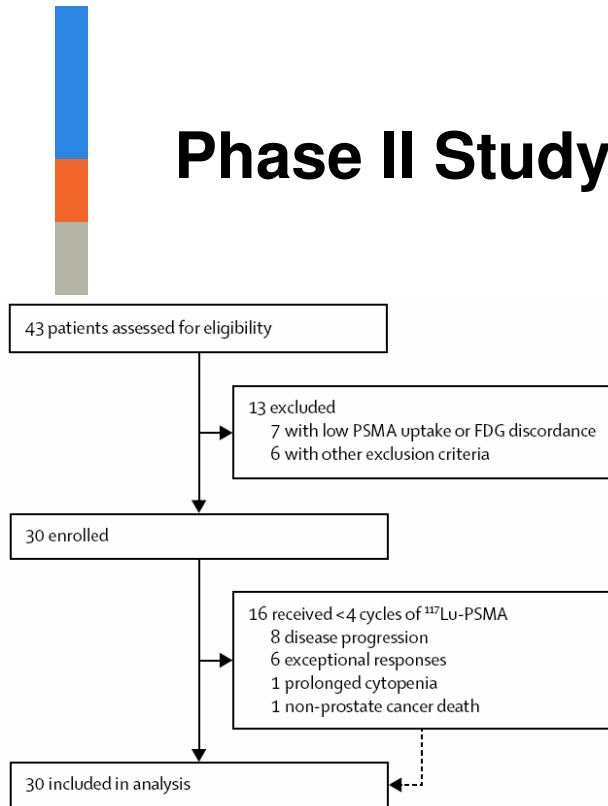 Phase II Study
43 patients assessed for eligibility
13 excluded
7 with low PSMA uptake or FDG discordance
6 with other exclusion criteria
30 enrolled
16 received <4 cycles of ¹¹⁷Lu-PSMA
8 disease progression
6 exceptional responses
1 prolonged cytopenia
1 non-prostate cancer death
30 included in analysis